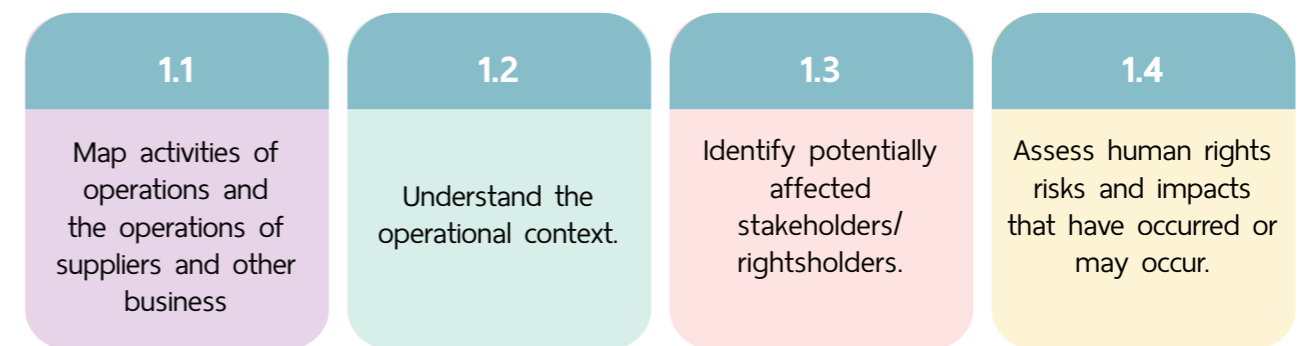 1.1
Map activities of
operations and
the operations of
suppliers and other
business
1.2
Understand the
operational context.
1.3
Identify potentially
affected
stakeholders/
rightsholders.
1.4
Assess human rights
risks and impacts
that have occurred or
may occur.